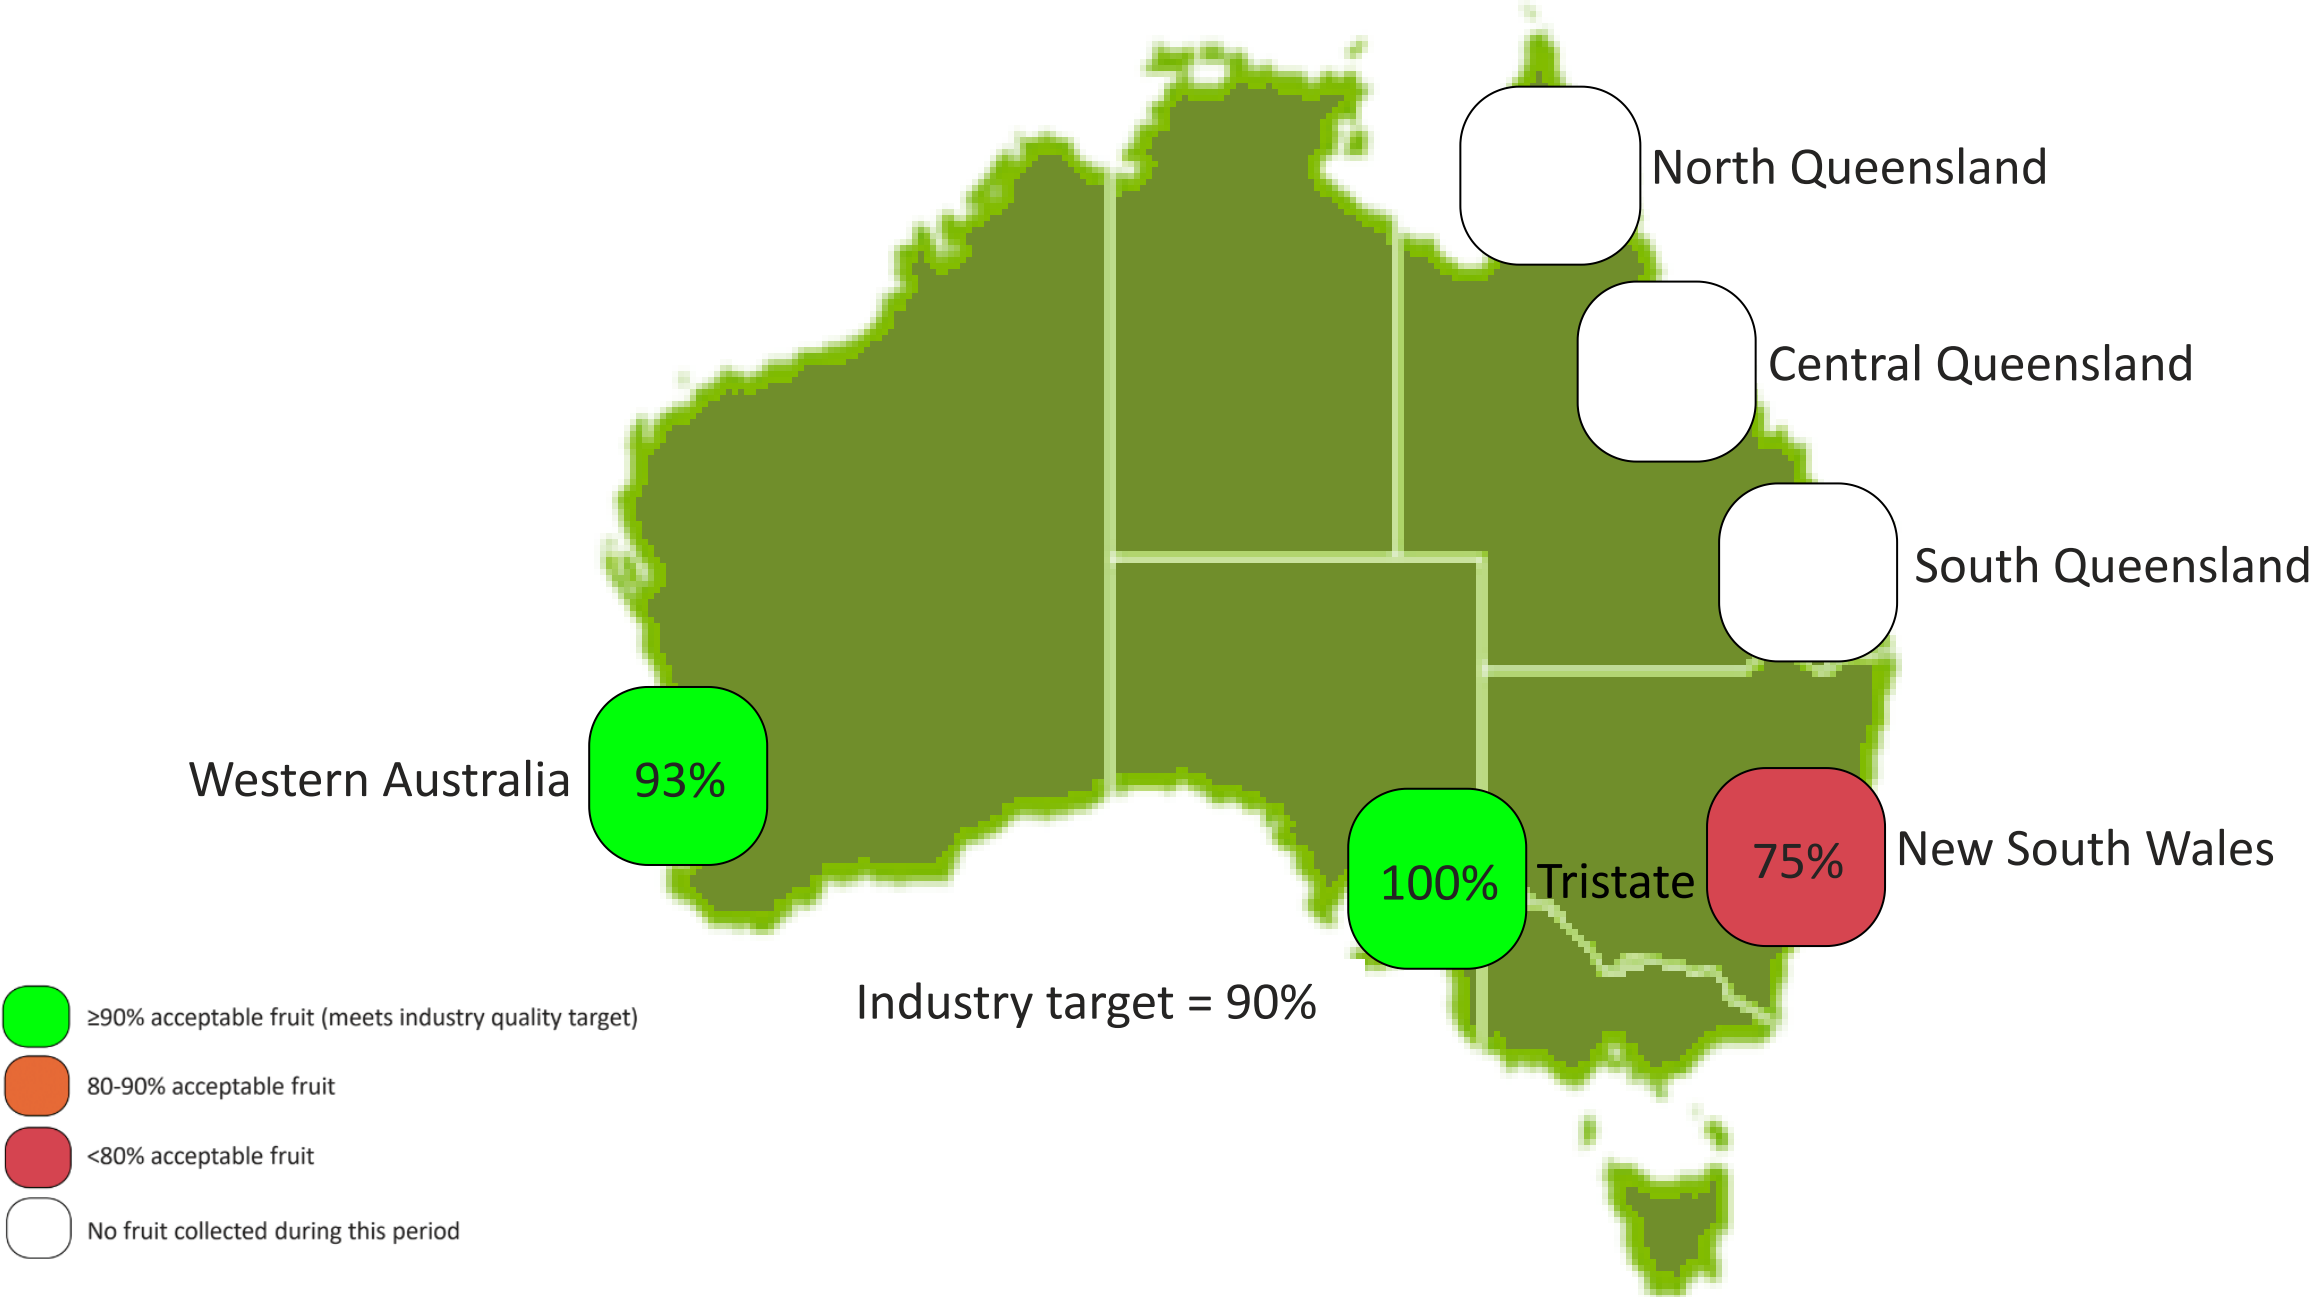 North Queensland
Central Queensland
South Queensland
Western Australia
93%
100%
Tristate
75%
New South Wales
Industry target = 90%
≥90% acceptable fruit (meets industry quality target)
80-90% acceptable fruit
<80% acceptable fruit
No fruit collected during this period